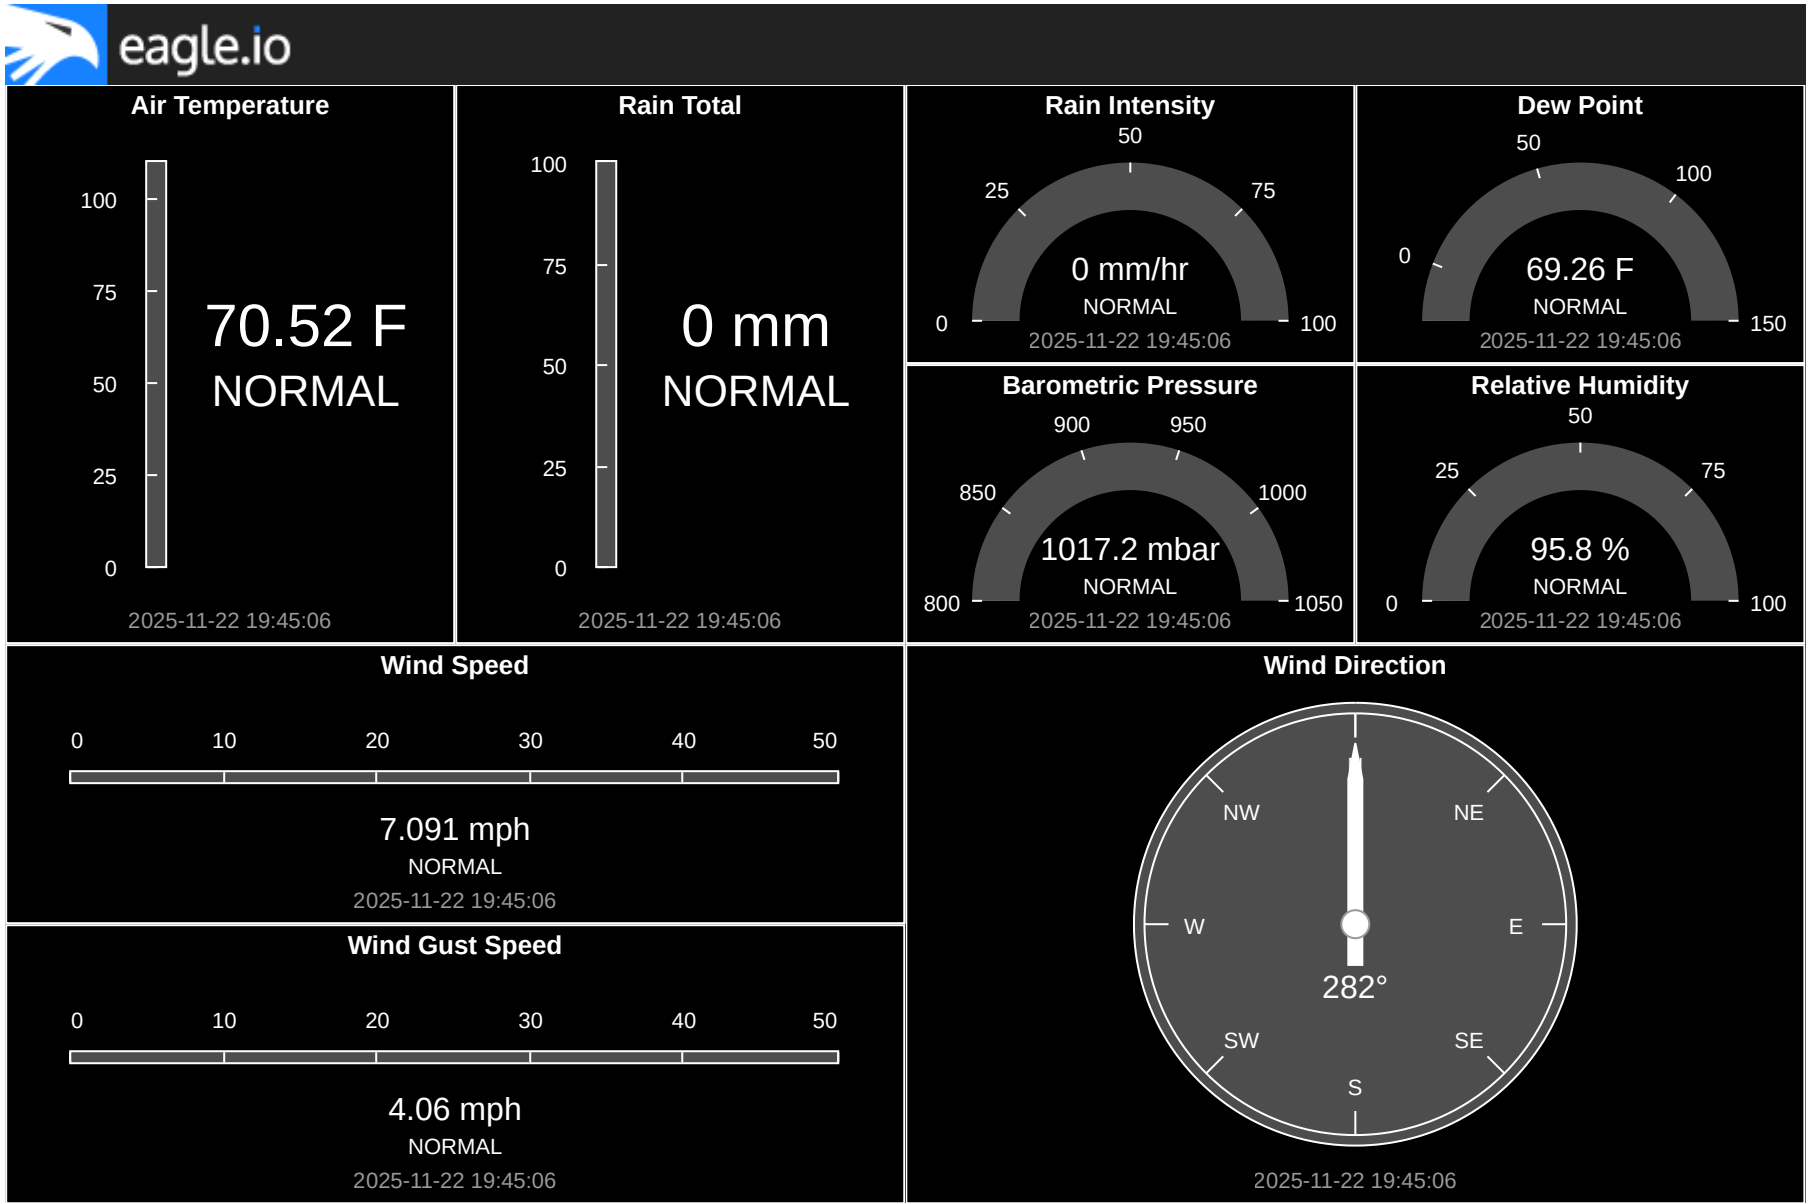 eagle.io
Air Temperature
100
75
50
25
0
70.52 F
NORMAL
2025-11-22 19:45:06
Rain Total
100
75
50
25
0
0 mm
NORMAL
2025-11-22 19:45:06
Rain Intensity
0
25
50
75
100
0 mm/hr
NORMAL
2025-11-22 19:45:06
Dew Point
0
50
100
150
69.26 F
NORMAL
2025-11-22 19:45:06
Barometric Pressure
800
850
900
950
1000
1050
1017.2 mbar
NORMAL
2025-11-22 19:45:06
Relative Humidity
0
25
50
75
100
95.8 %
NORMAL
2025-11-22 19:45:06
Wind Speed
0 10 20 30 40 50
7.091 mph
NORMAL
2025-11-22 19:45:06
Wind Gust Speed
0 10 20 30 40 50
4.06 mph
NORMAL
2025-11-22 19:45:06
Wind Direction
NW NE
W E
282°
SW SE
S
2025-11-22 19:45:06